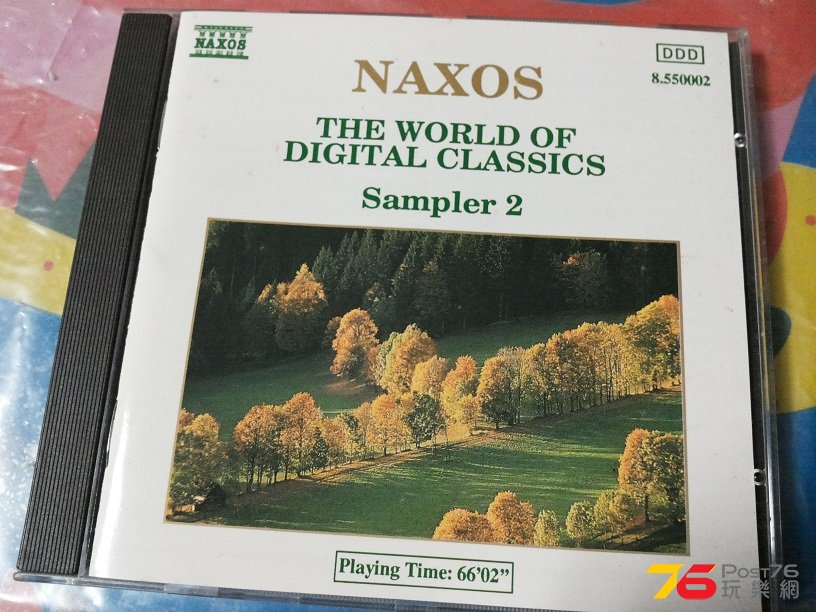 NAXOS
DDD
8.550002
NAXOS
THE WORLD OF
DIGITAL CLASSICS
Sampler 2
Playing Time: 66'02"
76 Post76
玩樂網